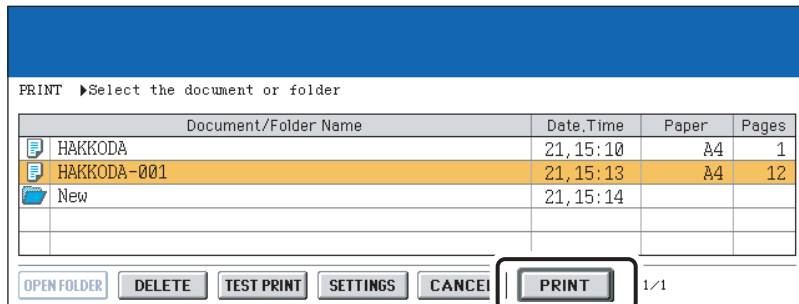 PRINT ▶Select the document or folder
Document/Folder Name Date,Time Paper Pages
HAKKODA 21,15:10 A4 1
HAKKODA-001 21,15:13 A4 12
New 21,15:14
OPEN FOLDER DELETE TEST PRINT SETTINGS CANCEL PRINT 1/1